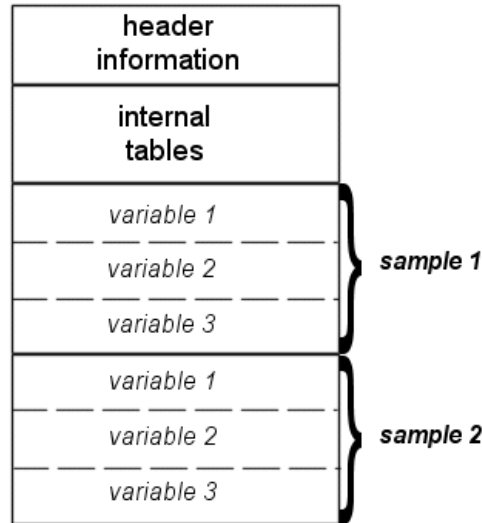 header
information
internal
tables
variable 1
variable 2
variable 3
sample 1
variable 1
variable 2
variable 3
sample 2